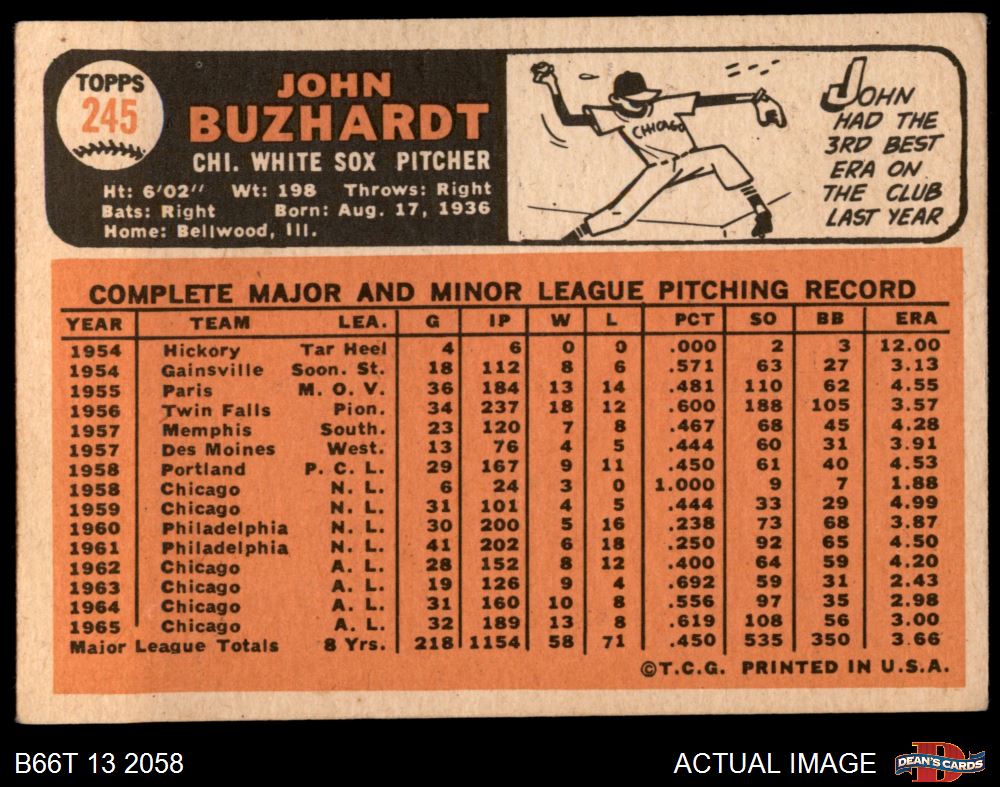 TOPPS
245
JOHN
BUZHARDT
CHI. WHITE SOX PITCHER
Ht: 6'02" Wt: 198 Throws: Right
Bats: Right Born: Aug. 17, 1936
Home: Bellwood, Ill.
CHICAGO
JOHN
HAD THE
3RD BEST
ERA ON
THE CLUB
LAST YEAR
COMPLETE MAJOR AND MINOR LEAGUE PITCHING RECORD
YEAR TEAM LEA. G IP W L PCT SO BB ERA
1954 Hickory Tar Heel 4 6 0 0 .000 2 3 12.00
1954 Gainsville Soon. St. 18 112 8 6 .571 63 27 3.13
1955 Paris M. O. V. 36 184 13 14 .481 110 62 4.55
1956 Twin Falls Pion. 34 237 18 12 .600 188 105 3.57
1957 Memphis South. 23 120 7 8 .467 68 45 4.28
1957 Des Moines West. 13 76 4 5 .444 60 31 3.91
1958 Portland P. C. L. 29 167 9 11 .450 61 40 4.53
1958 Chicago N. L. 6 24 3 0 1.000 9 7 1.88
1959 Chicago N. L. 31 101 4 5 .444 33 29 4.99
1960 Philadelphia N. L. 30 200 5 16 .238 73 68 3.87
1961 Philadelphia N. L. 41 202 6 18 .250 92 65 4.50
1962 Chicago A. L. 28 152 8 12 .400 64 59 4.20
1963 Chicago A. L. 19 126 9 4 .692 59 31 2.43
1964 Chicago A. L. 31 160 10 8 .556 97 35 2.98
1965 Chicago A. L. 32 189 13 8 .619 108 56 3.00
Major League Totals 8 Yrs. 218 1154 58 71 .450 535 350 3.66
©T.C.G. PRINTED IN U.S.A.
B66T 13 2058
ACTUAL IMAGE
DEAN'S CARDS